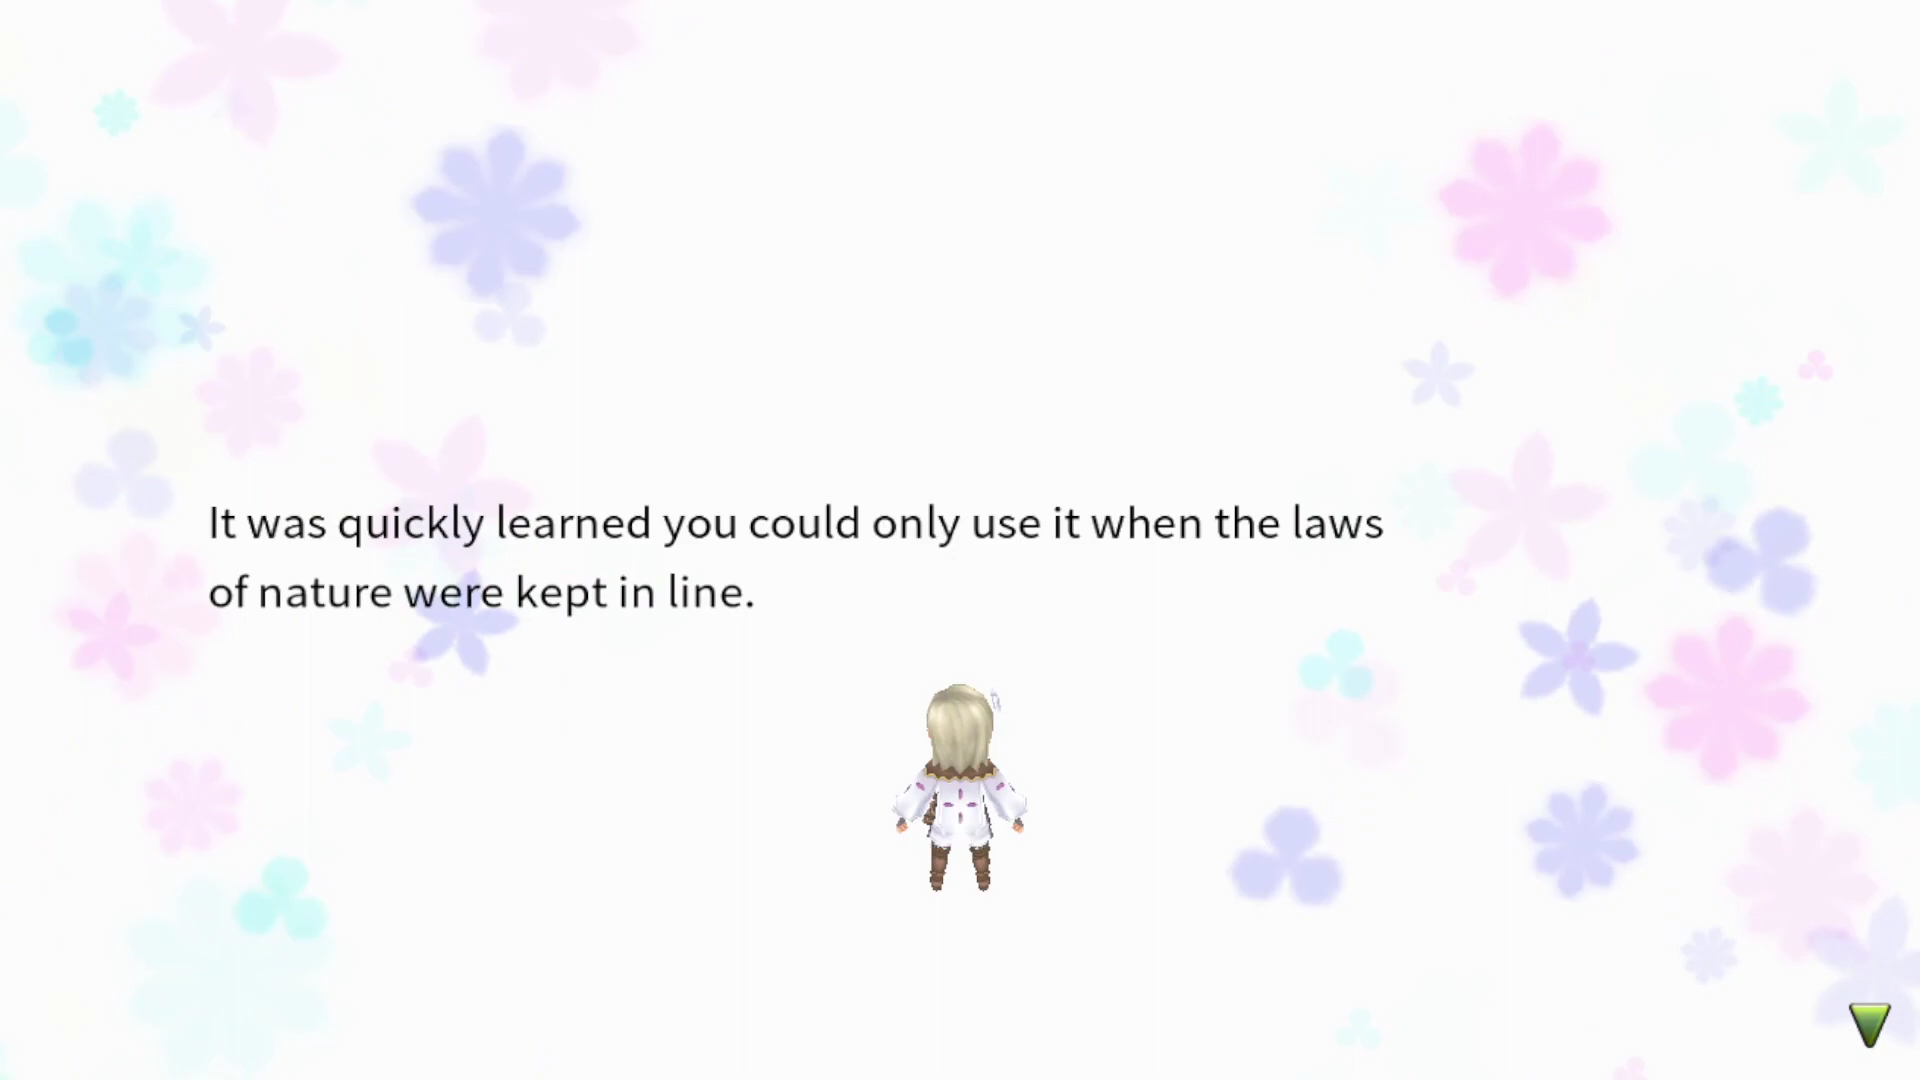 It was quickly learned you could only use it when the laws
of nature were kept in line.